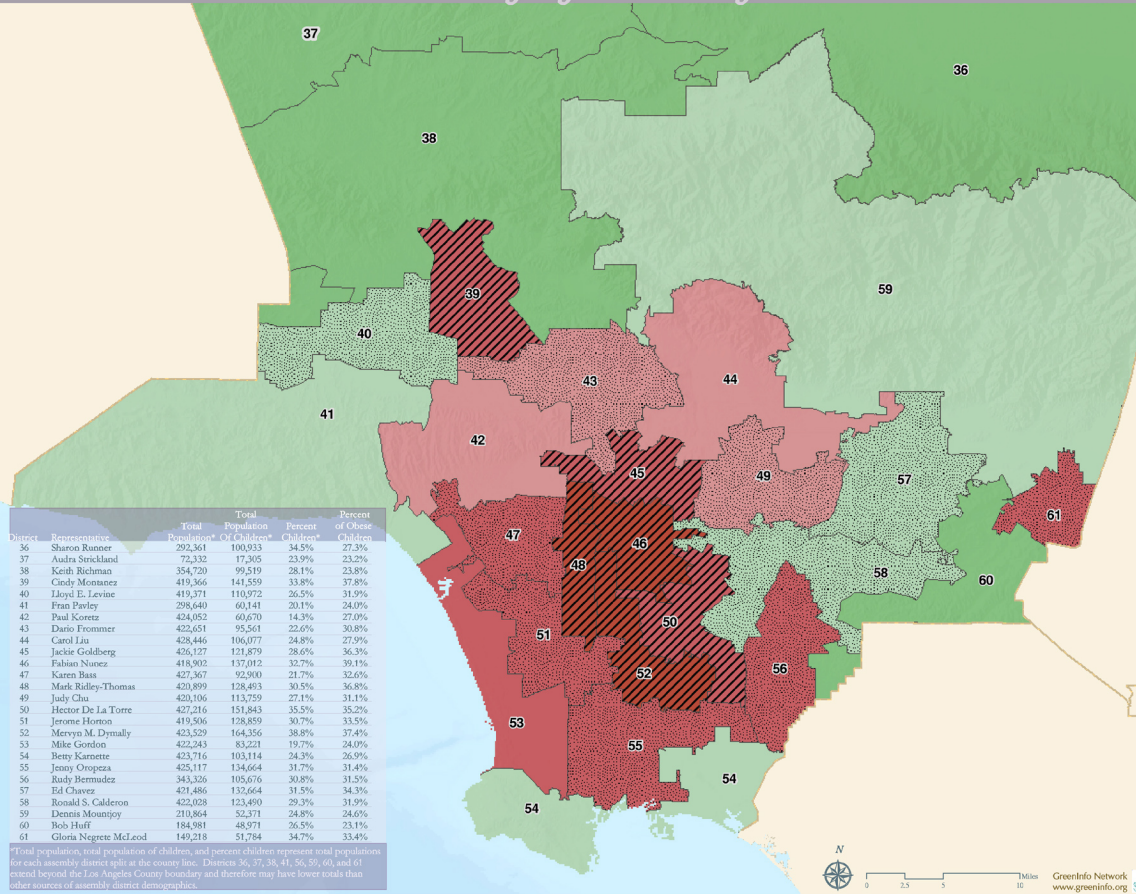 37
36
38
59
39
40
43
44
41
42
45
49
57
61
47
46
48
58
60
50
51
52
56
53
55
54
54
District Representative Total Population* Total Population Of Children* Percent Children* Percent of Obese Children
36 Sharon Runner 292,361 100,933 34.5% 27.3%
37 Audra Strickland 72,332 17,305 23.9% 23.2%
38 Keith Richman 354,720 99,519 28.1% 23.8%
39 Cindy Montanez 419,366 141,559 33.8% 37.8%
40 Lloyd E. Levine 419,371 110,972 26.5% 31.9%
41 Fran Pavley 298,640 60,141 20.1% 24.0%
42 Paul Koretz 424,052 60,670 14.3% 27.0%
43 Dario Frommer 422,651 95,561 22.6% 30.8%
44 Carol Liu 428,446 106,077 24.8% 27.9%
45 Jackie Goldberg 426,127 121,879 28.6% 36.3%
46 Fabian Nunez 418,902 137,012 32.7% 39.1%
47 Karen Bass 427,367 92,900 21.7% 32.6%
48 Mark Ridley-Thomas 420,899 128,493 30.5% 36.8%
49 Judy Chu 420,106 113,759 27.1% 31.1%
50 Hector De La Torre 427,216 151,843 35.5% 35.2%
51 Jerome Horton 419,506 128,859 30.7% 33.5%
52 Mervyn M. Dymally 423,529 164,356 38.8% 37.4%
53 Mike Gordon 422,243 83,221 19.7% 24.0%
54 Betty Karnette 423,716 103,114 24.3% 26.9%
55 Jenny Oropeza 425,117 134,664 31.7% 31.4%
56 Rudy Bermudez 343,326 105,676 30.8% 31.5%
57 Ed Chavez 421,486 132,664 31.5% 34.3%
58 Ronald S. Calderon 422,028 123,490 29.3% 31.9%
59 Dennis Mountjoy 210,864 52,371 24.8% 24.6%
60 Bob Huff 184,981 48,971 26.5% 23.1%
61 Gloria Negrete McLeod 149,218 51,784 34.7% 33.4%
*Total population, total population of children, and percent children represent total populations
for each assembly district split at the county line. Districts 36, 37, 38, 41, 56, 59, 60, and 61
extend beyond the Los Angeles County boundary and therefore may have lower totals than
other sources of assembly district demographics.
N
Miles
0 2.5 5 10
GreenInfo Network
www.greeninfo.org